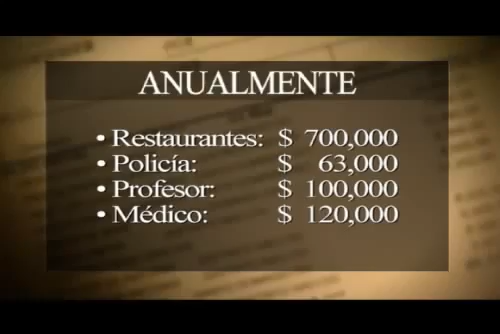 ANUALMENTE
• Restaurantes: $ 700,000
• Policía: $ 63,000
• Profesor: $ 100,000
• Médico: $ 120,000